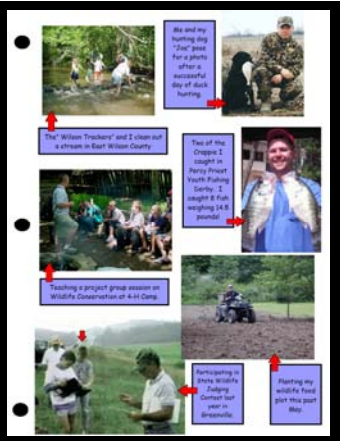 Me and my
hunting dog
"Joe" pose
for a photo
after a
successful
day of duck
hunting.
The" Wilson Trackers" and I clean out
a stream in East Wilson County
Two of the
Crappie I
caught in
Percy Priest
Youth Fishing
Derby. I
caught 8 fish
weighing 14.8
pounds!
Teaching a project group session on
Wildlife Conservation at 4-H Camp.
Participating in
State Wildlife
Judging
Contest last
year in
Greenville.
Planting my
wildlife food
plot this past
May.